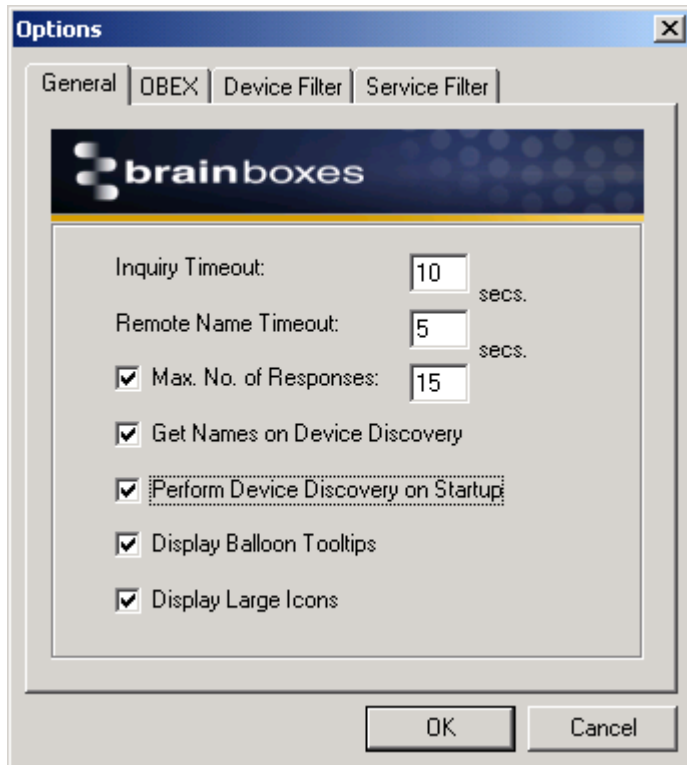 Options
General OBEX Device Filter Service Filter
brainboxes
Inquiry Timeout: 10 secs.
Remote Name Timeout: 5 secs.
Max. No. of Responses: 15
Get Names on Device Discovery
Perform Device Discovery on Startup
Display Balloon Tooltips
Display Large Icons
OK Cancel